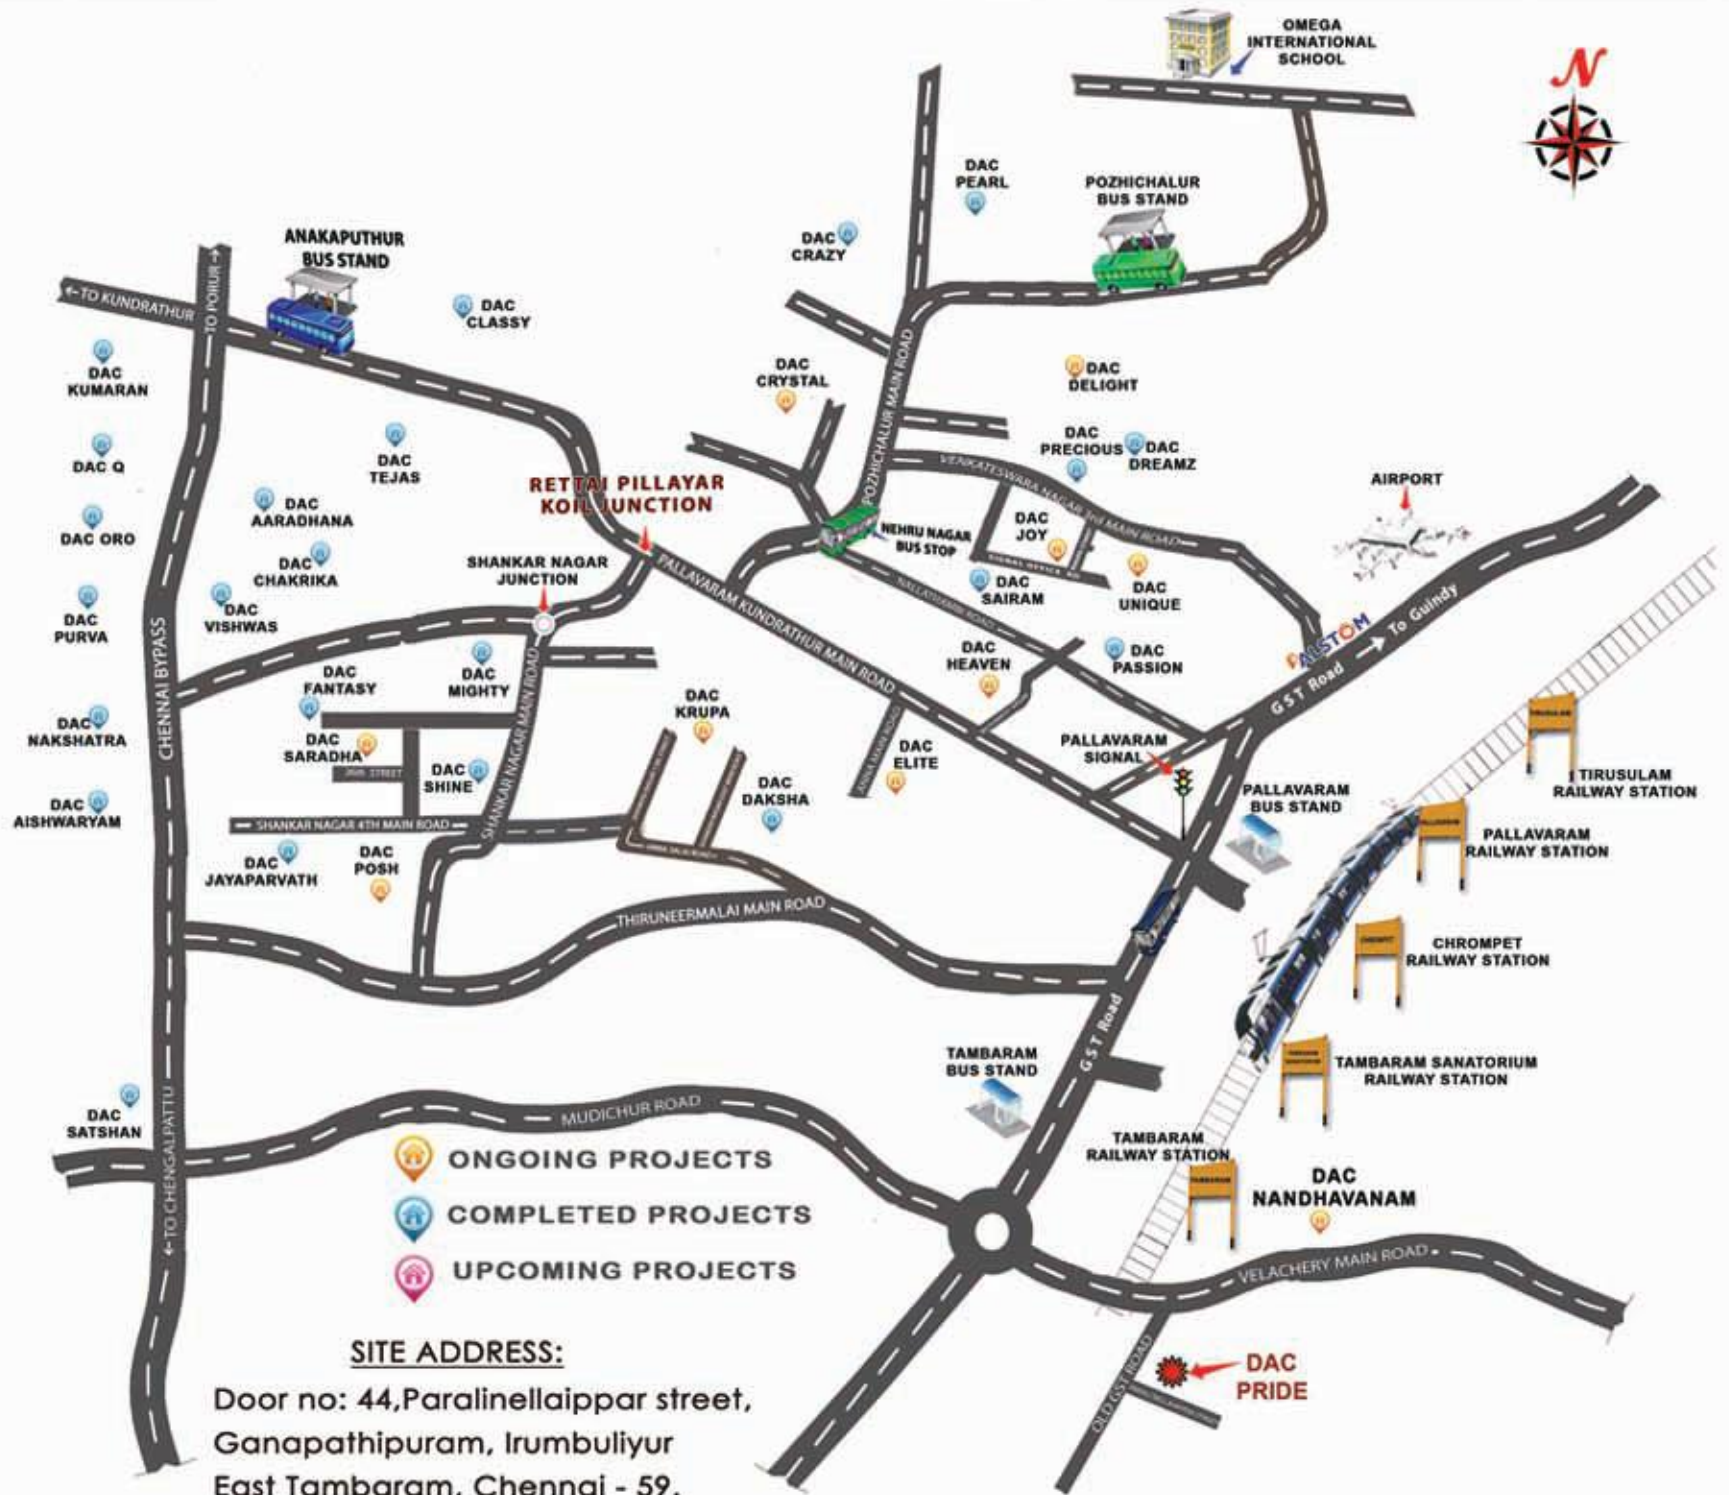 OMEGA
INTERNATIONAL
SCHOOL
N
DAC
PEARL
POZHICHALUR
BUS STAND
DAC
CRAZY
ANAKAPUTHUR
BUS STAND
←TO KUNDRATHUR
TO PORUR→
DAC
CLASSY
DAC
KUMARAN
DAC
CRYSTAL
POZHICHALUR MAIN ROAD
DAC
DELIGHT
DAC Q
DAC
TEJAS
DAC
PRECIOUS
DAC
DREAMZ
VENKATESWARA NAGAR 3rd MAIN ROAD
AIRPORT
RETTAI PILLAYAR
KOIL JUNCTION
DAC
AARADHANA
DAC ORO
DAC
JOY
NEHRU NAGAR
BUS STOP
SHANKAR NAGAR
JUNCTION
DAC
CHAKRIKA
PALLAVARAM KUNDRATHUR MAIN ROAD
DAC
SAIRAM
DAC
UNIQUE
DAC
VISHWAS
DAC
PURVA
CHENNAI BYPASS
ALSTOM
GST Road → To Guindy
DAC
HEAVEN
DAC
PASSION
DAC
FANTASY
DAC
MIGHTY
SHANKAR NAGAR MAIN ROAD
DAC
KRUPA
DAC
NAKSHATRA
DAC
SARADHA
DAC
SHINE
ANNA MAIN ROAD
DAC
ELITE
PALLAVARAM
SIGNAL
TIRUSULAM
TIRUSULAM
RAILWAY STATION
DAC
DAKSHA
PALLAVARAM
BUS STAND
DAC
AISHWARYAM
SHANKAR NAGAR 4TH MAIN ROAD
PALLAVARAM
RAILWAY STATION
DAC
JAYAPARVATH
DAC
POSH
THIRUNEERMALAI MAIN ROAD
CHROMPET
CHROMPET
RAILWAY STATION
GST Road
TAMBARAM
BUS STAND
TAMBARAM SANATORIUM
RAILWAY STATION
DAC
SATSHAN
←TO CHENGALPATTU
MUDICHUR ROAD
TAMBARAM
RAILWAY STATION
TAMBARAM
DAC
NANDHAVANAM
ONGOING PROJECTS
COMPLETED PROJECTS
UPCOMING PROJECTS
VELACHERY MAIN ROAD
OLD GST ROAD
DAC
PRIDE
SITE ADDRESS:
Door no: 44,Paralinellaippar street,
Ganapathipuram, Irumbuliyur
East Tambaram, Chennai - 59.